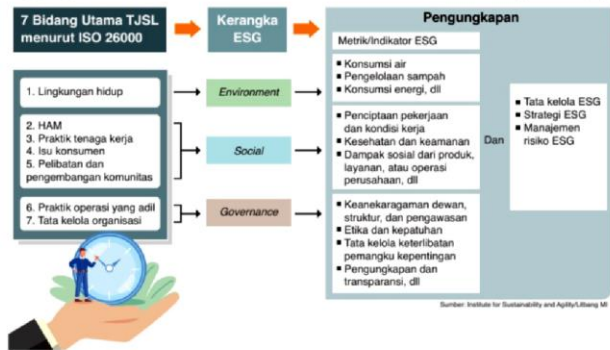 7 Bidang Utama TJSL
menurut ISO 26000
Kerangka
ESG
Pengungkapan
Metrik/Indikator ESG
1. Lingkungan hidup
Environment
▪ Konsumsi air
▪ Pengelolaan sampah
▪ Konsumsi energi, dll
2. HAM
3. Praktik tenaga kerja
4. Isu konsumen
5. Pelibatan dan
pengembangan komunitas
Social
▪ Penciptaan pekerjaan
dan kondisi kerja
▪ Kesehatan dan keamanan
▪ Dampak sosial dari produk,
layanan, atau operasi
perusahaan, dll
6. Praktik operasi yang adil
7. Tata kelola organisasi
Governance
▪ Keanekaragaman dewan,
struktur, dan pengawasan
▪ Etika dan kepatuhan
▪ Tata kelola keterlibatan
pemangku kepentingan
▪ Pengungkapan dan
transparansi, dll
Dan
▪ Tata kelola ESG
▪ Strategi ESG
▪ Manajemen
risiko ESG
Sumber: Institute for Sustainability and Agility/Litbang MI